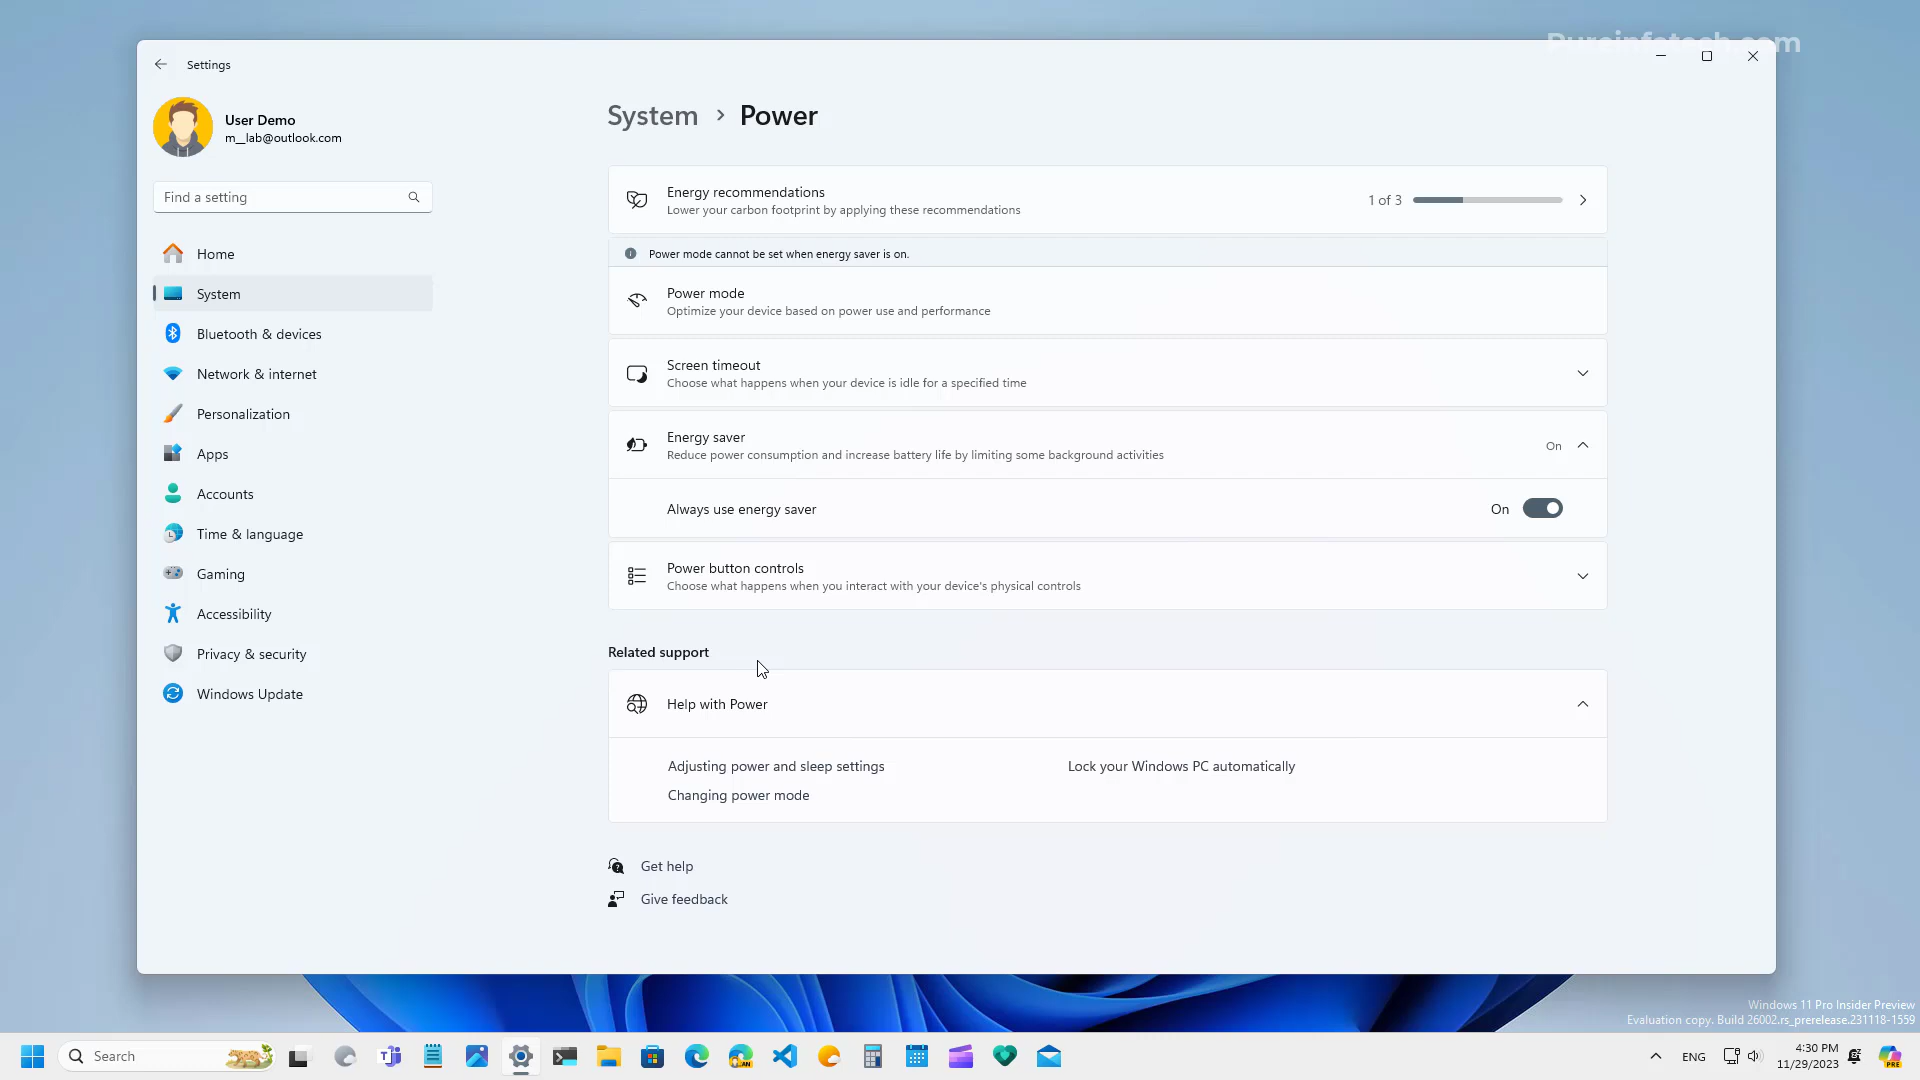 Pureinfotech.com
Settings
User Demo
m__lab@outlook.com
Find a setting
Home
System
Bluetooth & devices
Network & internet
Personalization
Apps
Accounts
Time & language
Gaming
Accessibility
Privacy & security
Windows Update
System > Power
Energy recommendations
Lower your carbon footprint by applying these recommendations
1 of 3
Power mode cannot be set when energy saver is on.
Power mode
Optimize your device based on power use and performance
Screen timeout
Choose what happens when your device is idle for a specified time
Energy saver
Reduce power consumption and increase battery life by limiting some background activities
On
Always use energy saver
On
Power button controls
Choose what happens when you interact with your device's physical controls
Related support
Help with Power
Adjusting power and sleep settings
Lock your Windows PC automatically
Changing power mode
Get help
Give feedback
Windows 11 Pro Insider Preview
Evaluation copy. Build 26002.rs_prerelease.231118-1559
Search
ENG
4:30 PM
11/29/2023